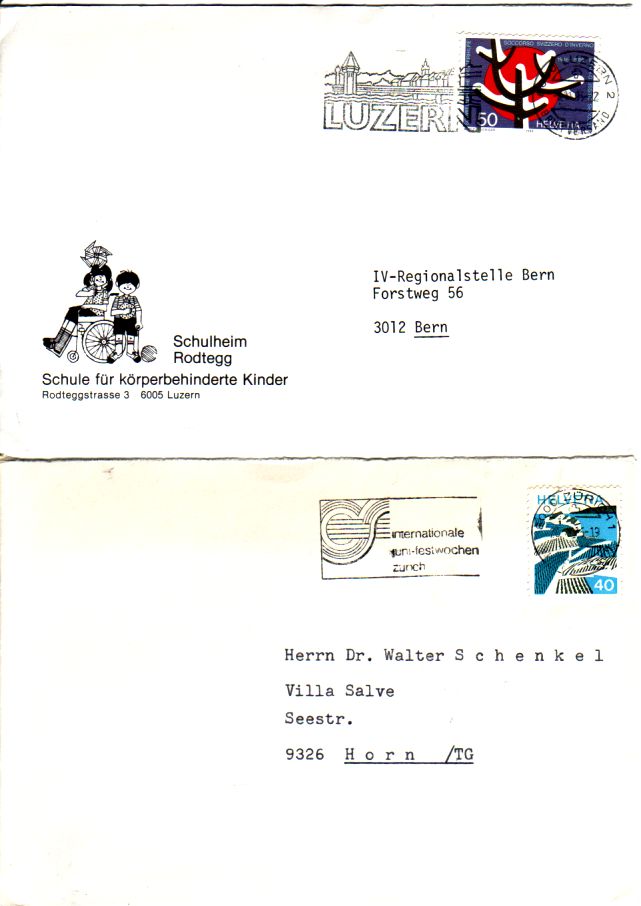 SOCCORSO SVIZZERO D'INVERNO
LUZERN
50
HELVETIA
2
IV-Regionalstelle Bern
Forstweg 56
3012 Bern
Schulheim
Rodtegg
Schule für körperbehinderte Kinder
Rodteggstrasse 3 6005 Luzern
HELVETIA
internationale
juni-festwochen
zürich
40
Herrn Dr. Walter S c h e n k e l
Villa Salve
Seestr.
9326 H o r n /TG